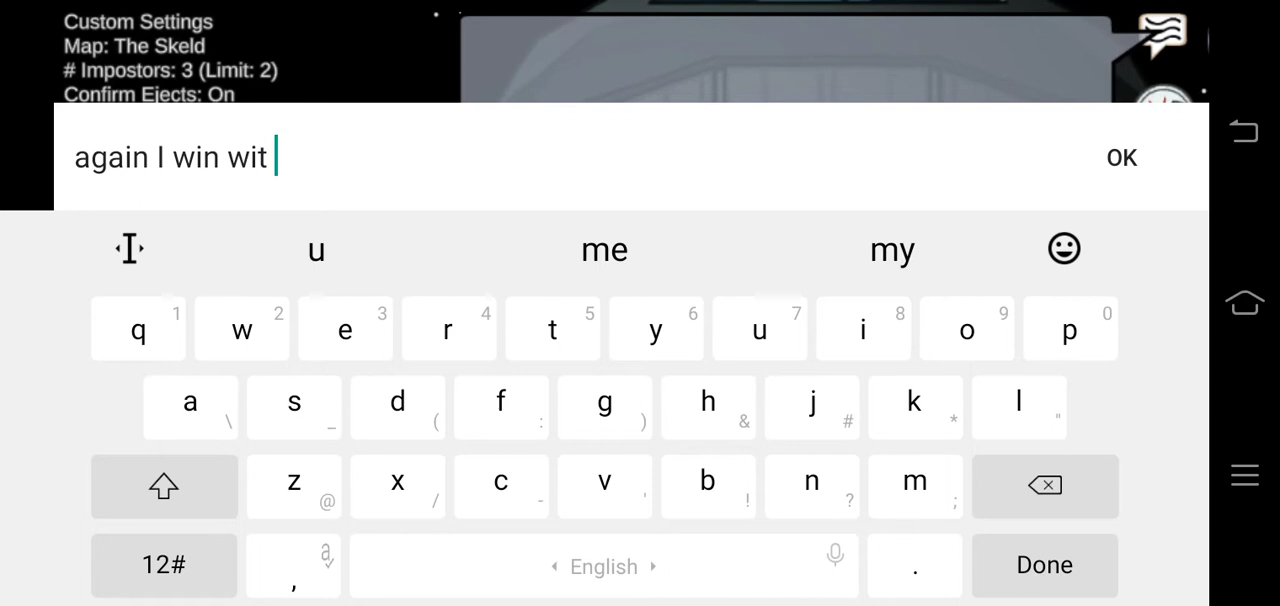 Custom Settings
Map: The Skeld
# Impostors: 3 (Limit: 2)
Confirm Ejects: On
again I win wit
OK
u me my
q 1 w 2 e 3 r 4 t 5 y 6 u 7 i 8 o 9 p 0
a \ s _ d ( f : g ) h & j # k * l "
z @ x / c - v ' b ! n ? m ;
12# , a English . Done